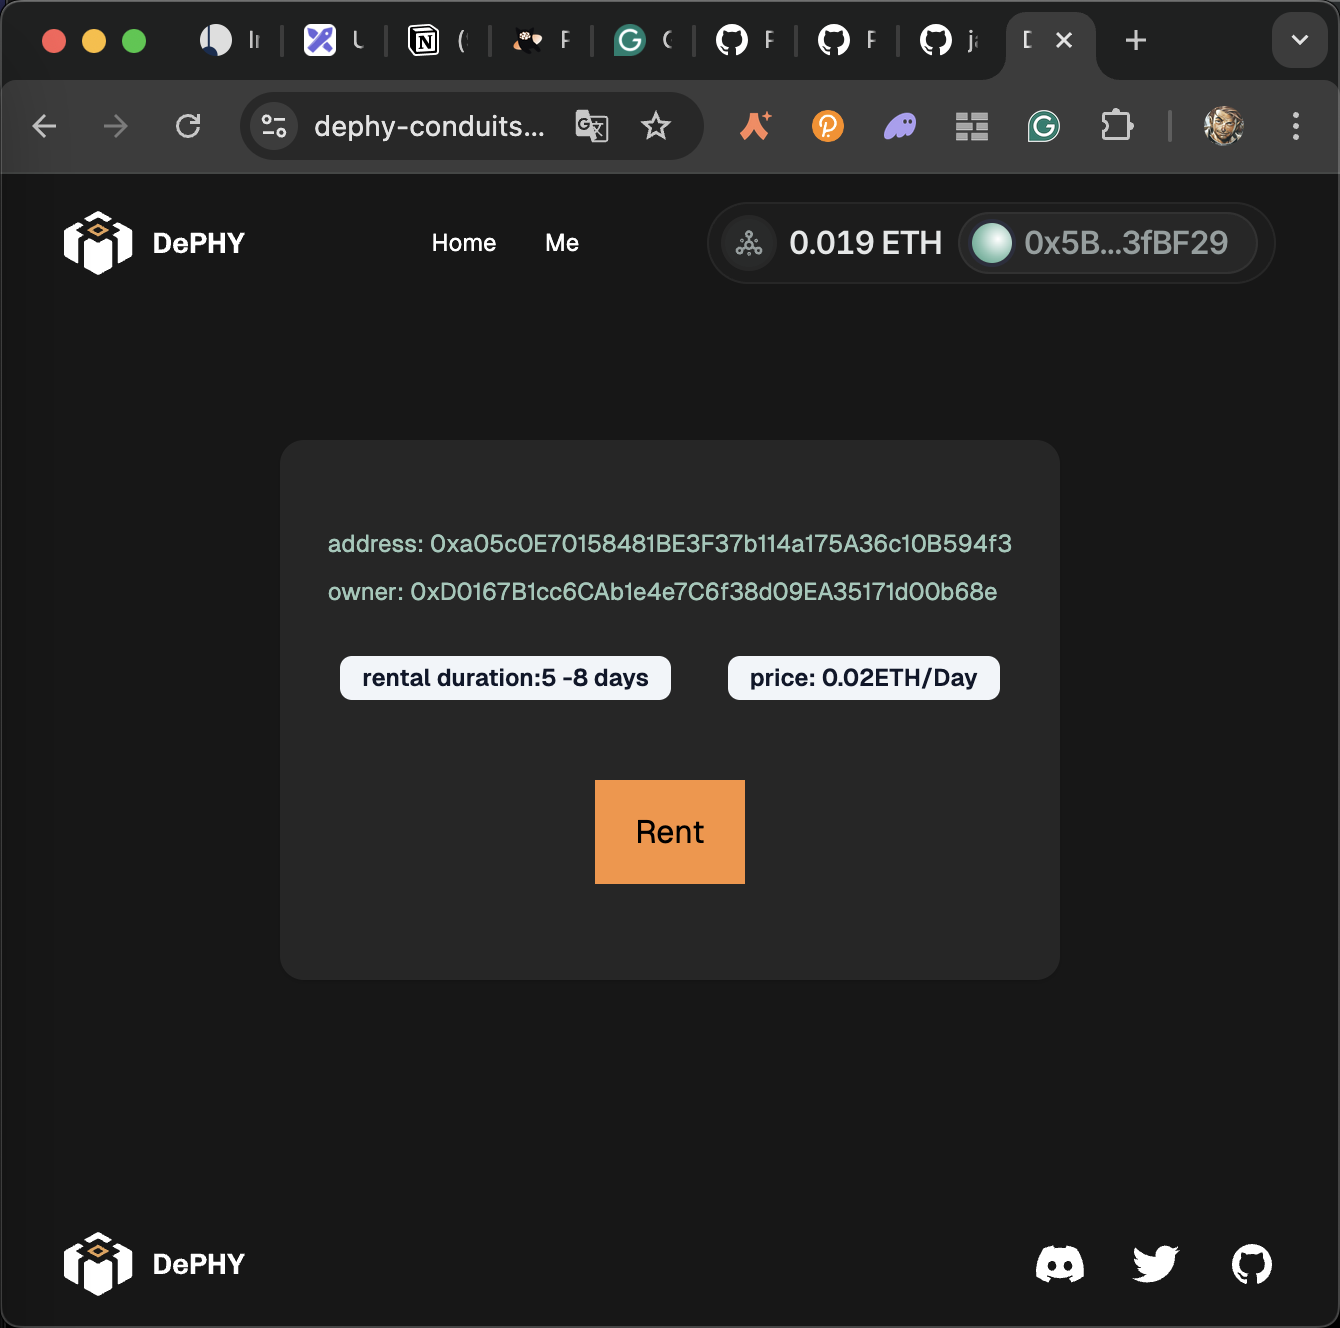 dephy-conduits...
DePHY
Home
Me
0.019 ETH
0x5B...3fBF29
address: 0xa05c0E70158481BE3F37b114a175A36c10B594f3
owner: 0xD0167B1cc6CAb1e4e7C6f38d09EA35171d00b68e
rental duration:5 -8 days
price: 0.02ETH/Day
Rent
DePHY